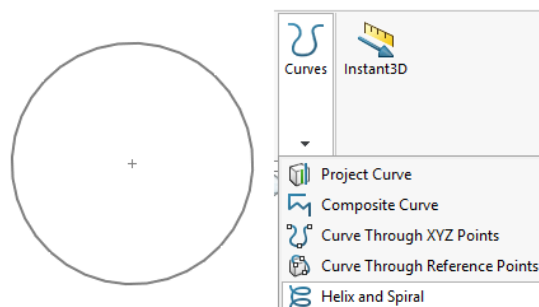 Curves
Instant3D
Project Curve
Composite Curve
Curve Through XYZ Points
Curve Through Reference Points
Helix and Spiral